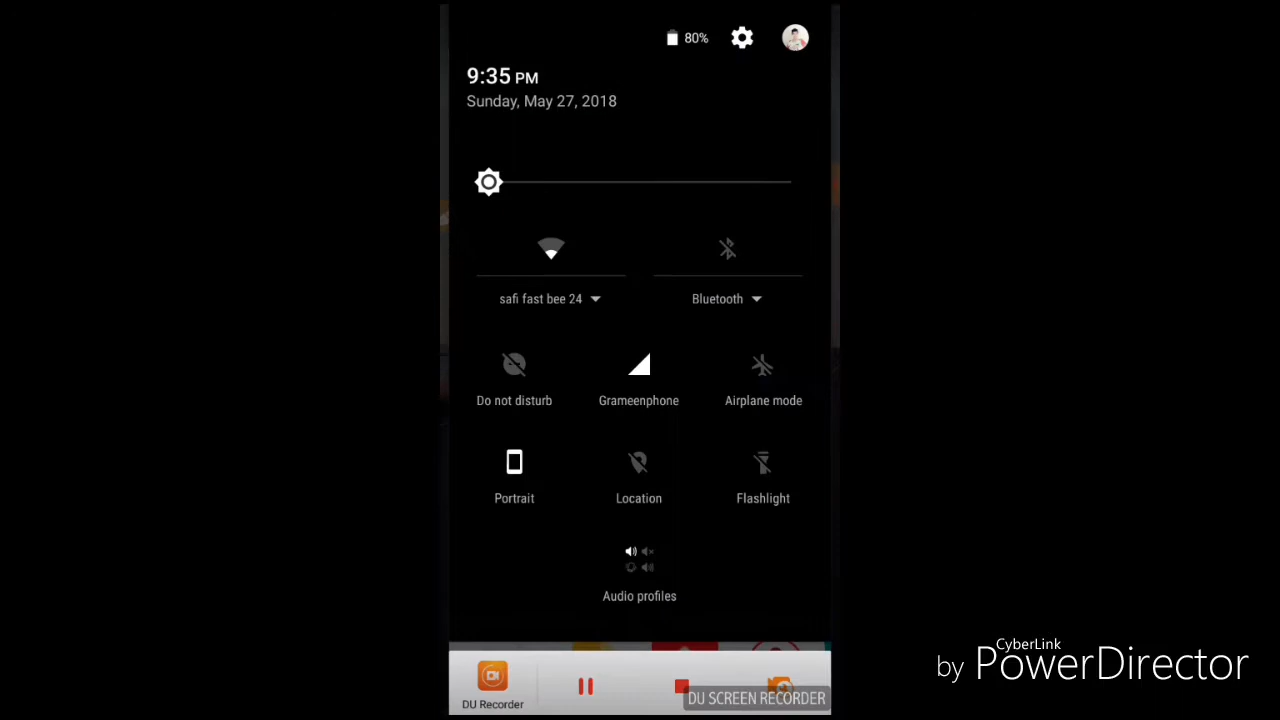 80%
9:35 PM
Sunday, May 27, 2018
safi fast bee 24
Bluetooth
Do not disturb
Grameenphone
Airplane mode
Portrait
Location
Flashlight
Audio profiles
DU Recorder
DU SCREEN RECORDER
CyberLink
by PowerDirector